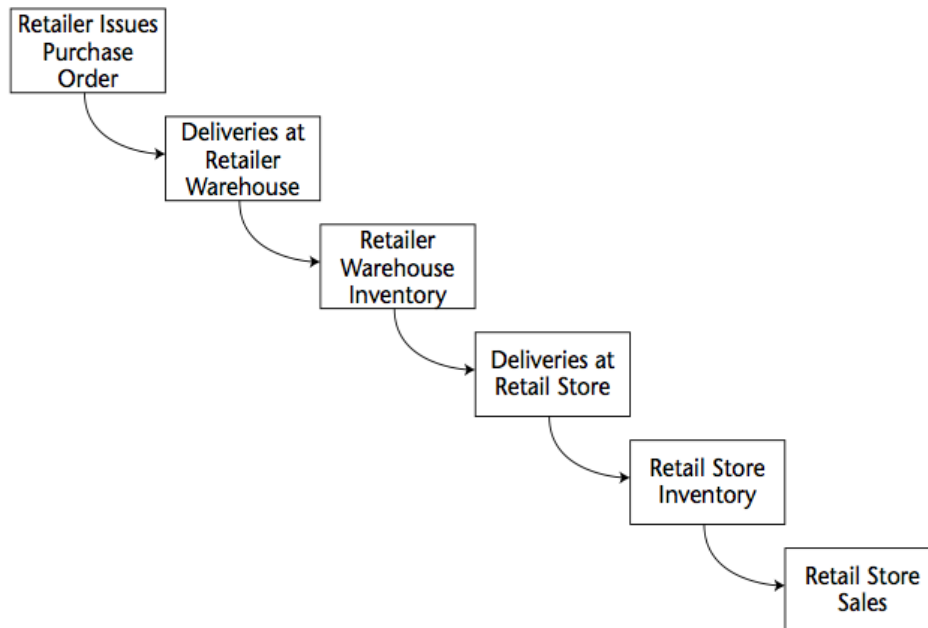 Retailer Issues
Purchase
Order
Deliveries at
Retailer
Warehouse
Retailer
Warehouse
Inventory
Deliveries at
Retail Store
Retail Store
Inventory
Retail Store
Sales